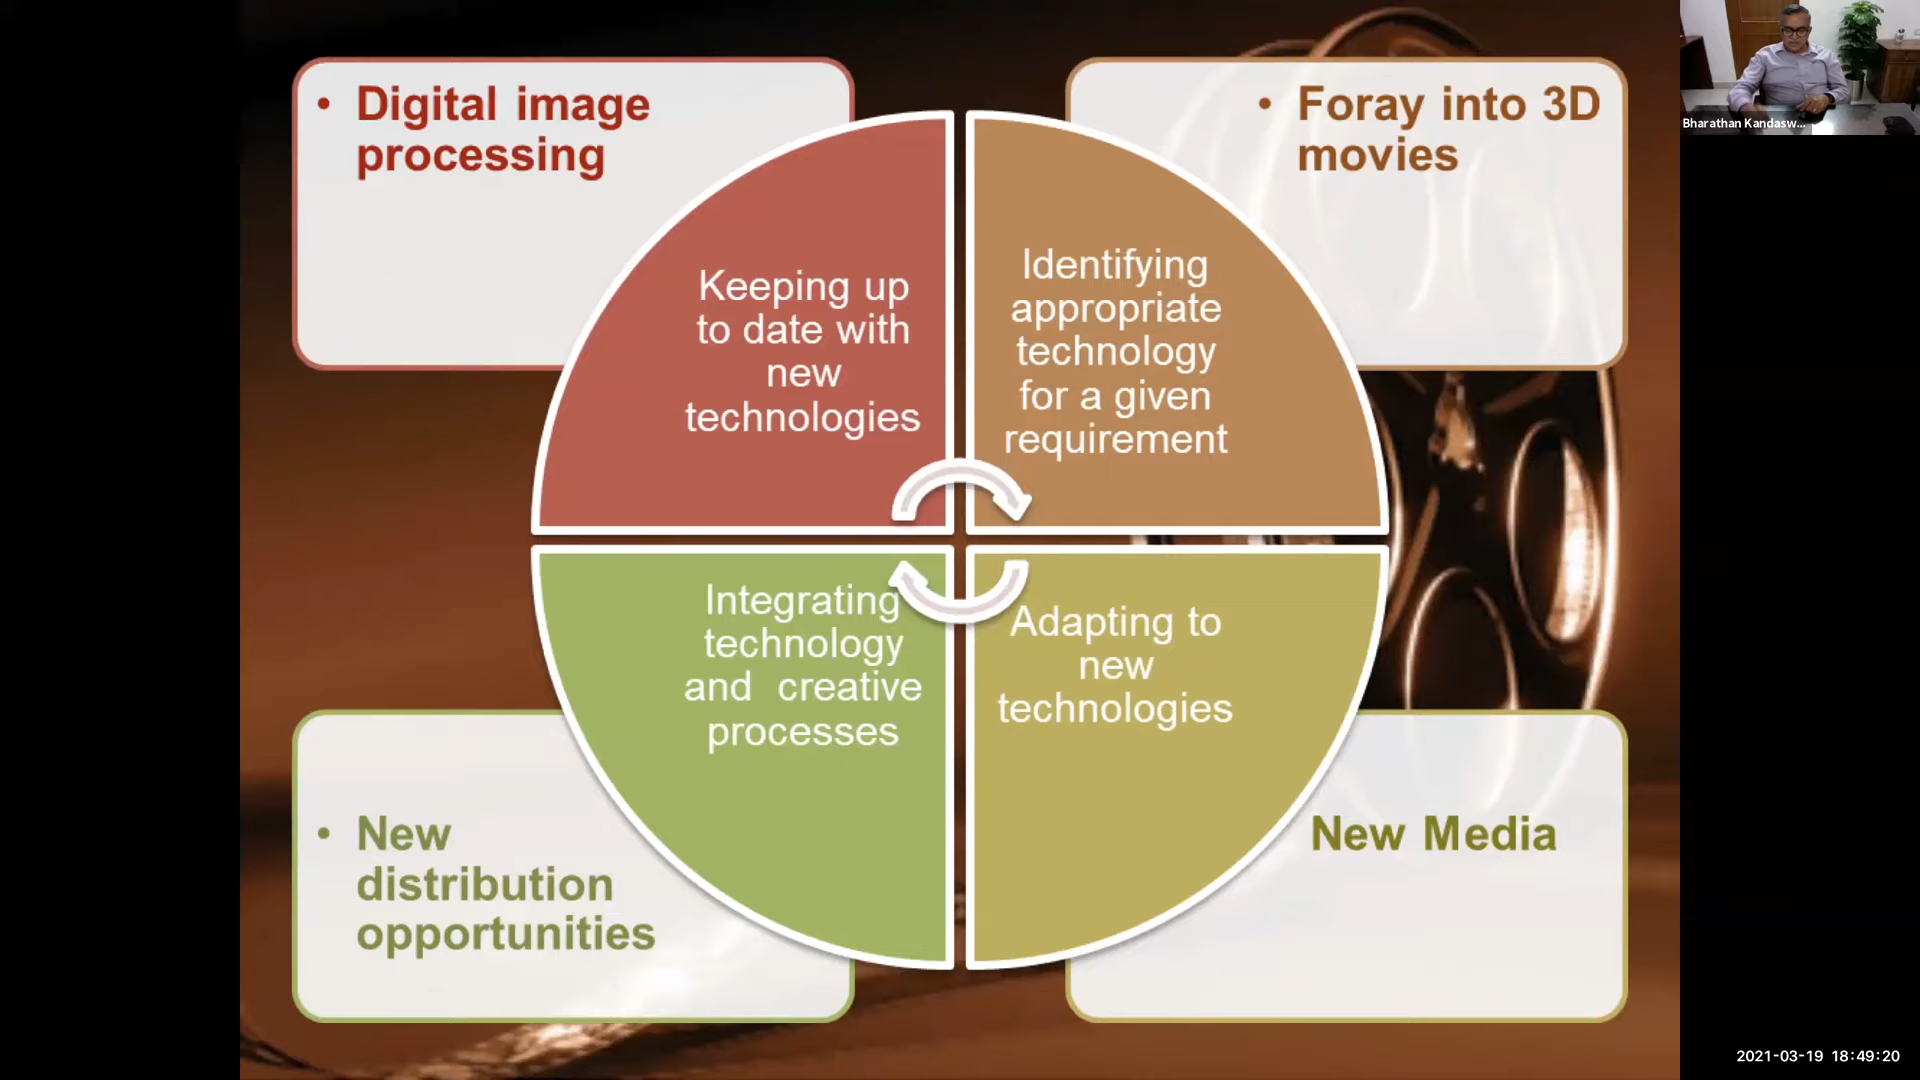 • Digital image
processing
• Foray into 3D
movies
Bharathan Kandasw...
Keeping up
to date with
new
technologies
Identifying
appropriate
technology
for a given
requirement
Integrating
technology
and creative
processes
Adapting to
new
technologies
• New
distribution
opportunities
New Media
2021-03-19 18:49:20